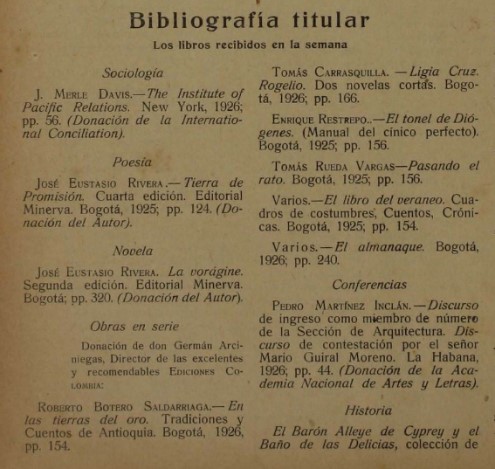 Bibliografía titular
Los libros recibidos en la semana
Sociología
J. MERLE DAVIS.—The Institute of
Pacific Relations. New York, 1926;
pp. 56. (Donación de la Internatio-
nal Conciliation).
Poesía
JOSÉ EUSTASIO RIVERA.—Tierra de
Promisión. Cuarta edición. Editorial
Minerva. Bogotá, 1925; pp. 124. (Do-
nación del Autor).
Novela
JOSÉ EUSTASIO RIVERA. La vorágine.
Segunda edición. Editorial Minerva.
Bogotá; pp. 320. (Donación del Autor).
Obras en serie
Donación de don Germán Arci-
niegas, Director de las excelentes
y recomendables EDICIONES CO-
LOMBIA:
ROBERTO BOTERO SALDARRIAGA.—En
las tierras del oro. Tradiciones y
Cuentos de Antioquia. Bogotá, 1926,
pp. 154.
TOMÁS CARRASQUILLA. —Ligia Cruz.
Rogelio. Dos novelas cortas. Bogo-
tá, 1926; pp. 166.
ENRIQUE RESTREPO..—El tonel de Dió-
genes. (Manual del cínico perfecto).
Bogotá, 1925; pp. 156.
TOMÁS RUEDA VARGAS—Pasando el
rato. Bogotá, 1925; pp. 156.
Varios.—El libro del veraneo. Cua-
dros de costumbres, Cuentos, Cróni-
cas. Bogotá, 1925; pp. 154.
Varios.—El almanaque. Bogotá,
1926; pp. 240.
Conferencias
PEDRO MARTÍNEZ INCLÁN.—Discurso
de ingreso como miembro de número
de la Sección de Arquitectura. Dis-
curso de contestación por el señor
Mario Guiral Moreno. La Habana,
1926; pp. 44. (Donación de la Aca-
demia Nacional de Artes y Letras).
Historia
El Barón Alleye de Cyprey y el
Baño de las Delicias, colección de